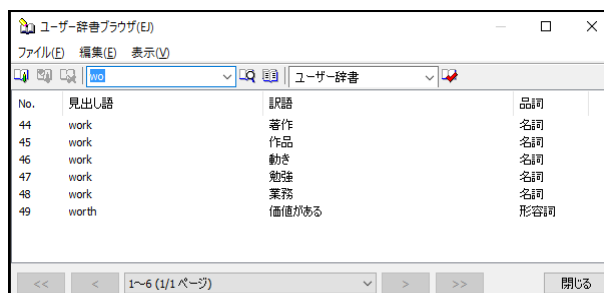 ユーザー辞書ブラウザ(EJ)
ファイル(F) 編集(E) 表示(V)
wo ユーザー辞書
No. 見出し語 訳語 品詞
44 work 著作 名詞
45 work 作品 名詞
46 work 動き 名詞
47 work 勉強 名詞
48 work 業務 名詞
49 worth 価値がある 形容詞
<< < 1～6 (1/1 ページ) > >> 閉じる